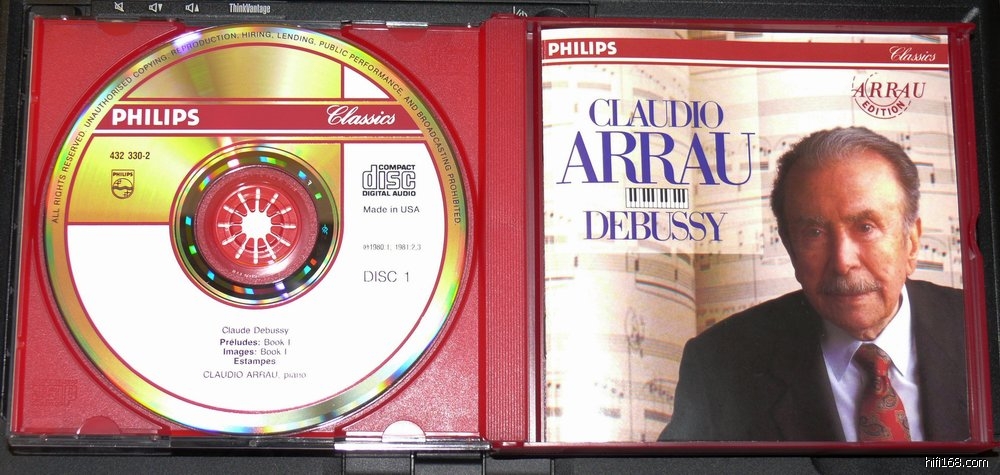 ThinkVantage
ALL RIGHTS RESERVED. UNAUTHORISED COPYING, REPRODUCTION, HIRING, LENDING, PUBLIC PERFORMANCE, AND BROADCASTING PROHIBITED.
PHILIPS Classics
432 330-2
PHILIPS
COMPACT
disc
DIGITAL AUDIO
Made in USA
DISC 1
Claude Debussy
Préludes: Book I
Images: Book I
Estampes
CLAUDIO ARRAU, piano
PHILIPS Classics
ARRAU
EDITION
CLAUDIO
ARRAU
DEBUSSY
hifi168.com